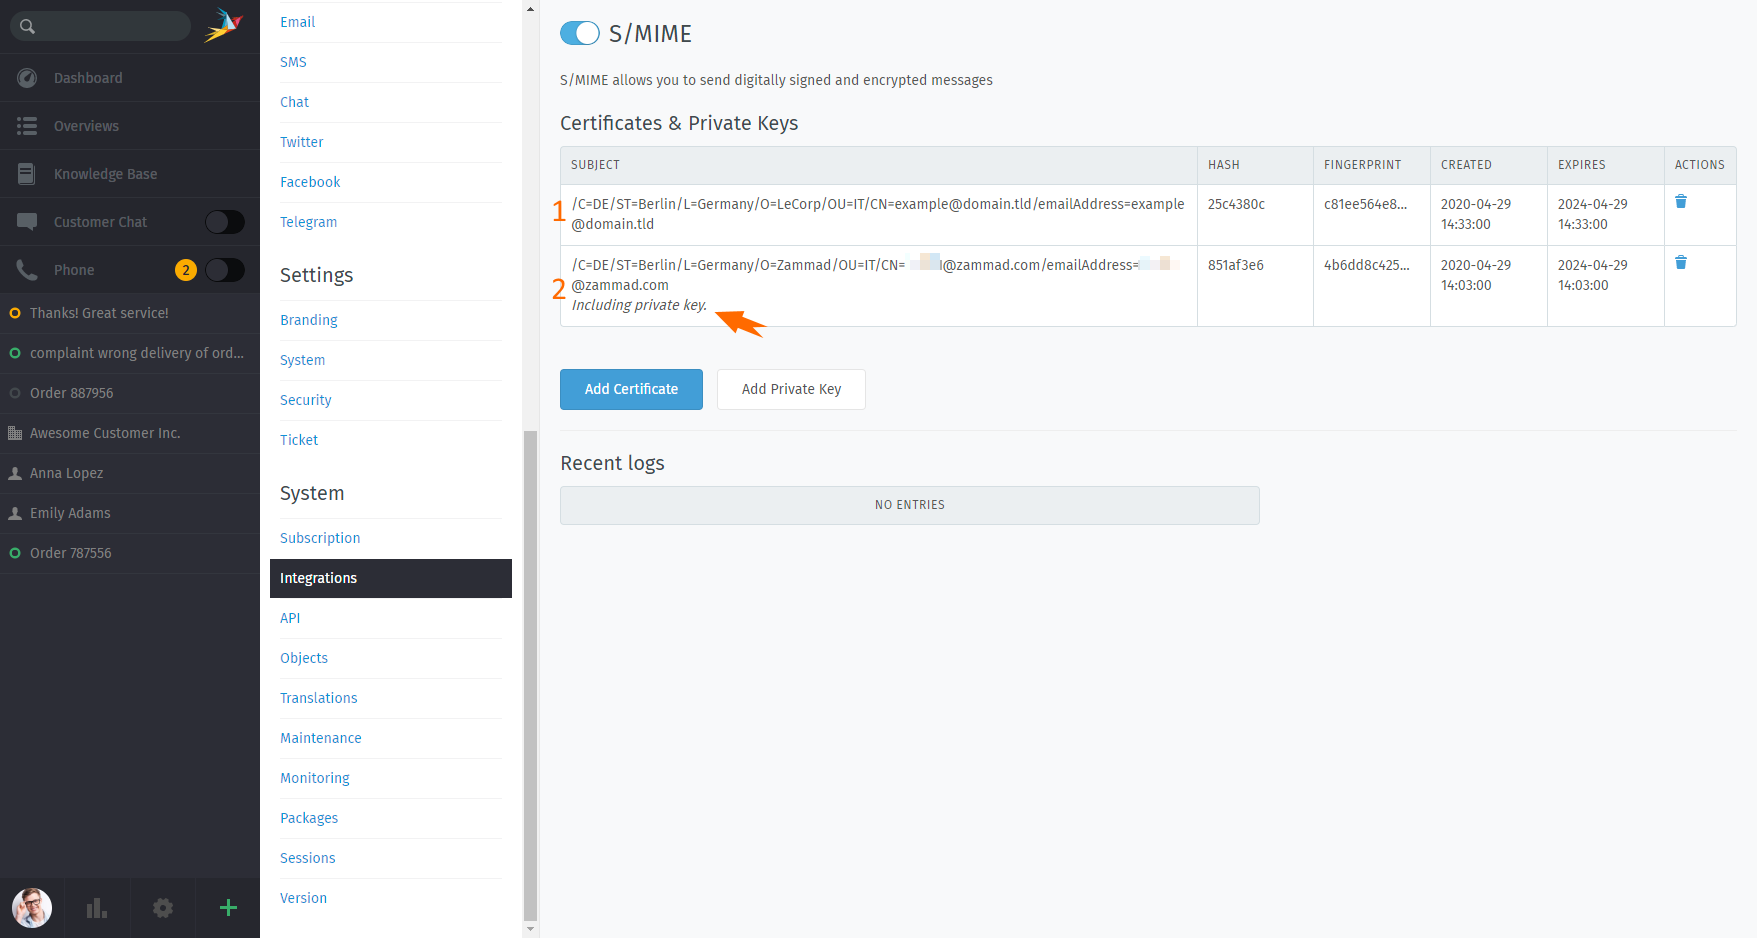 Dashboard
Overviews
Knowledge Base
Customer Chat
Phone
2
Thanks! Great service!
complaint wrong delivery of ord...
Order 887956
Awesome Customer Inc.
Anna Lopez
Emily Adams
Order 787556
Email
SMS
Chat
Twitter
Facebook
Telegram
Settings
Branding
System
Security
Ticket
System
Subscription
Integrations
API
Objects
Translations
Maintenance
Monitoring
Packages
Sessions
Version
S/MIME
S/MIME allows you to send digitally signed and encrypted messages
Certificates & Private Keys
SUBJECT HASH FINGERPRINT CREATED EXPIRES ACTIONS
1
/C=DE/ST=Berlin/L=Germany/O=LeCorp/OU=IT/CN=example@domain.tld/emailAddress=example
@domain.tld
25c4380c
c81ee564e8...
2020-04-29
14:33:00
2024-04-29
14:33:00
2
/C=DE/ST=Berlin/L=Germany/O=Zammad/OU=IT/CN= @zammad.com/emailAddress=
@zammad.com
Including private key.
851af3e6
4b6dd8c425...
2020-04-29
14:03:00
2024-04-29
14:03:00
Add Certificate
Add Private Key
Recent logs
NO ENTRIES